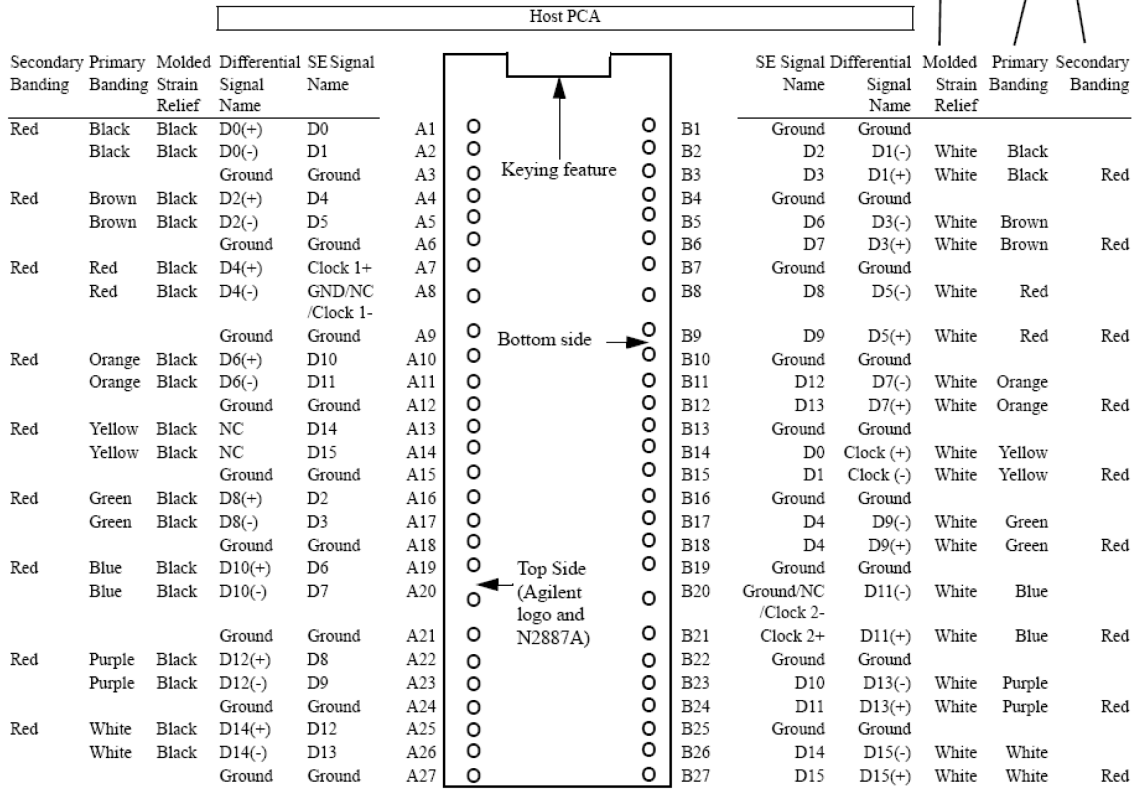 Host PCA
Secondary Primary Molded Differential SE Signal SE Signal Differential Molded Primary Secondary
Banding Banding Strain Signal Name Name Signal Strain Banding Banding
Relief Name Name Relief
Red Black Black D0(+) D0 A1 B1 Ground Ground
Black Black D0(-) D1 A2 B2 D2 D1(-) White Black
Ground Ground A3 Keying feature B3 D3 D1(+) White Black Red
Red Brown Black D2(+) D4 A4 B4 Ground Ground
Brown Black D2(-) D5 A5 B5 D6 D3(-) White Brown
Ground Ground A6 B6 D7 D3(+) White Brown Red
Red Red Black D4(+) Clock 1+ A7 B7 Ground Ground
Red Black D4(-) GND/NC A8 B8 D8 D5(-) White Red
/Clock 1-
Ground Ground A9 Bottom side B9 D9 D5(+) White Red Red
Red Orange Black D6(+) D10 A10 B10 Ground Ground
Orange Black D6(-) D11 A11 B11 D12 D7(-) White Orange
Ground Ground A12 B12 D13 D7(+) White Orange Red
Red Yellow Black NC D14 A13 B13 Ground Ground
Yellow Black NC D15 A14 B14 D0 Clock (+) White Yellow
Ground Ground A15 B15 D1 Clock (-) White Yellow Red
Red Green Black D8(+) D2 A16 B16 Ground Ground
Green Black D8(-) D3 A17 B17 D4 D9(-) White Green
Ground Ground A18 B18 D4 D9(+) White Green Red
Red Blue Black D10(+) D6 A19 Top Side B19 Ground Ground
Blue Black D10(-) D7 A20 (Agilent B20 Ground/NC D11(-) White Blue
logo and /Clock 2-
Ground Ground A21 N2887A) B21 Clock 2+ D11(+) White Blue Red
Red Purple Black D12(+) D8 A22 B22 Ground Ground
Purple Black D12(-) D9 A23 B23 D10 D13(-) White Purple
Ground Ground A24 B24 D11 D13(+) White Purple Red
Red White Black D14(+) D12 A25 B25 Ground Ground
White Black D14(-) D13 A26 B26 D14 D15(-) White White
Ground Ground A27 B27 D15 D15(+) White White Red